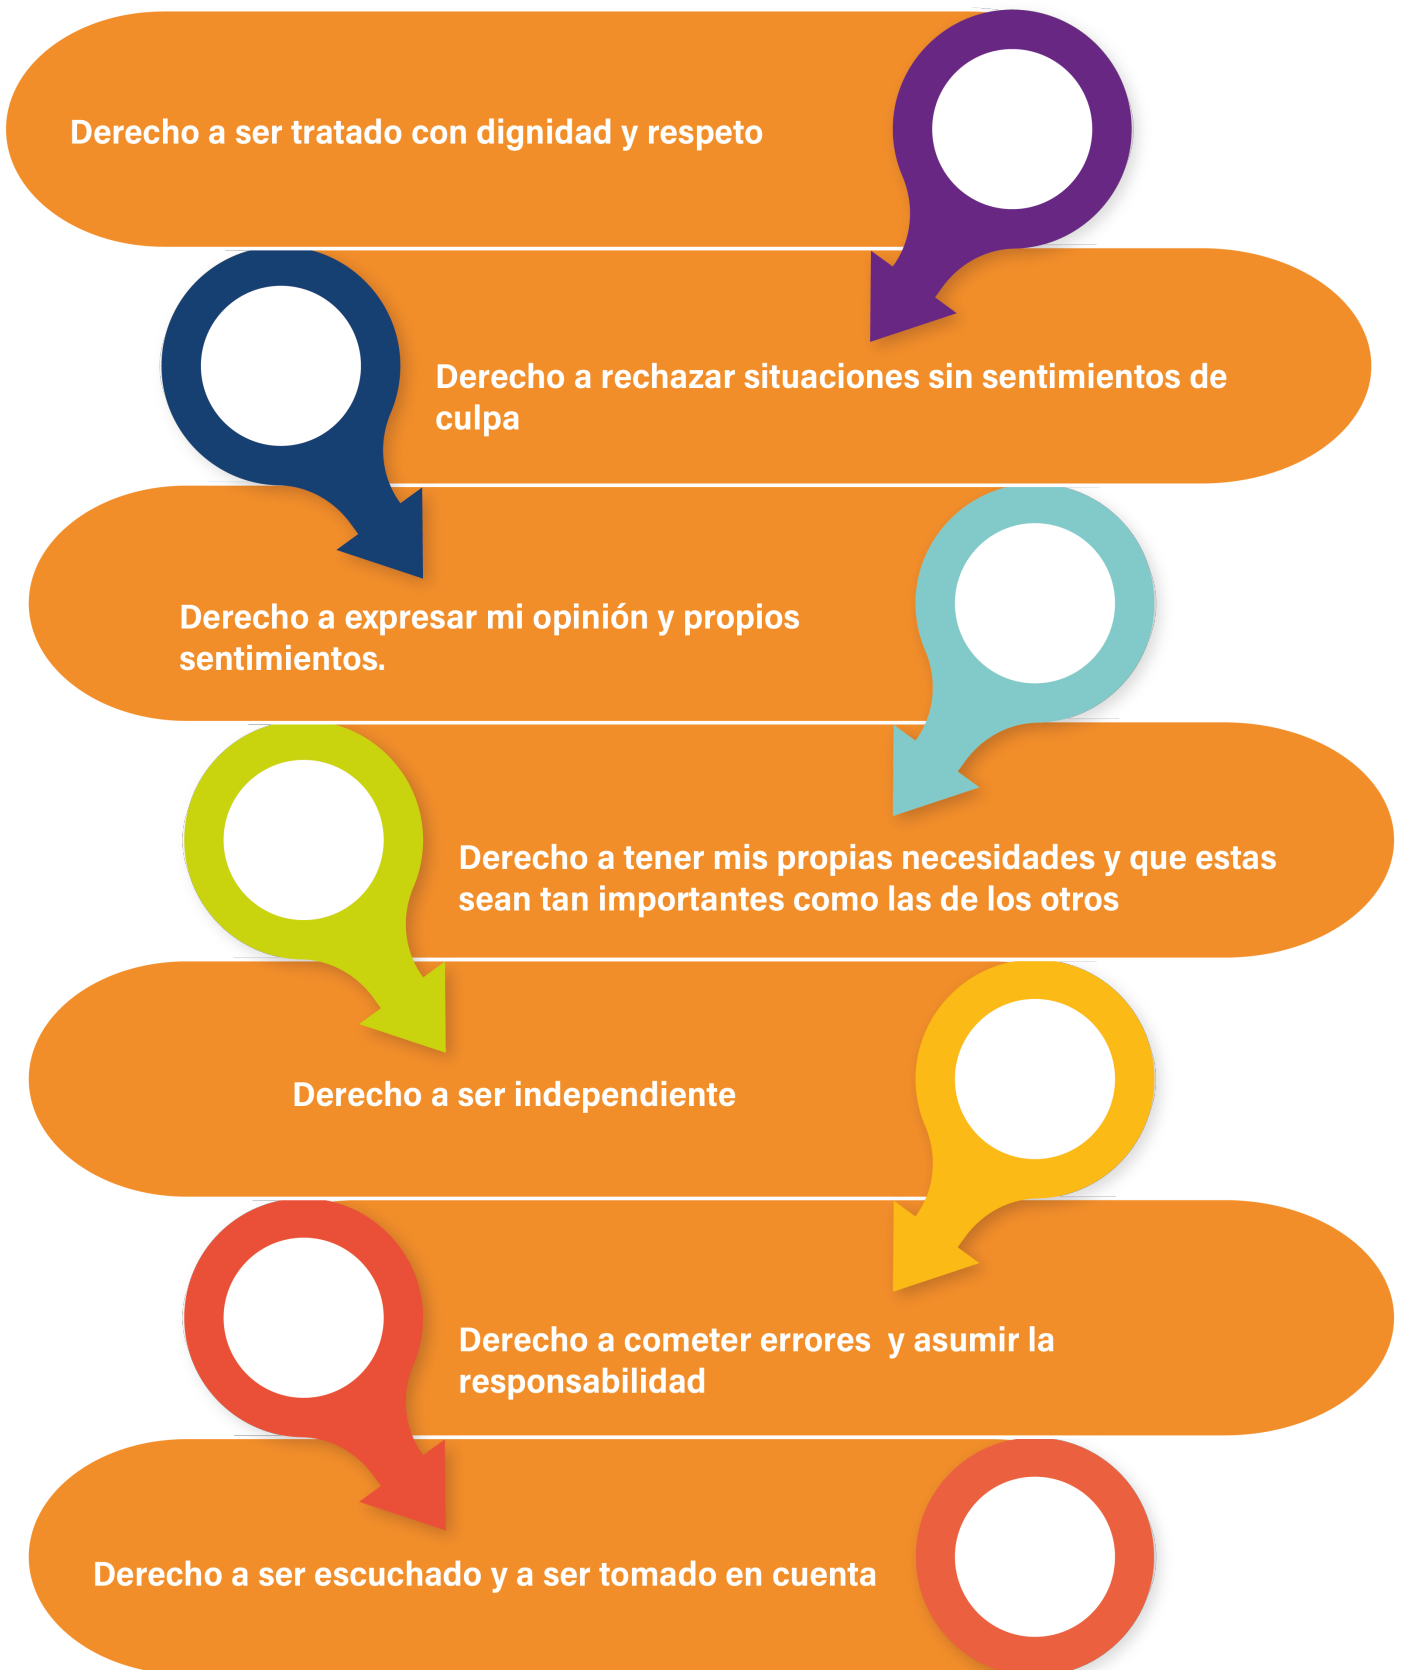 Derecho a ser tratado con dignidad y respeto
Derecho a rechazar situaciones sin sentimientos de
culpa
Derecho a expresar mi opinión y propios
sentimientos.
Derecho a tener mis propias necesidades y que estas
sean tan importantes como las de los otros
Derecho a ser independiente
Derecho a cometer errores  y asumir la
responsabilidad
Derecho a ser escuchado y a ser tomado en cuenta